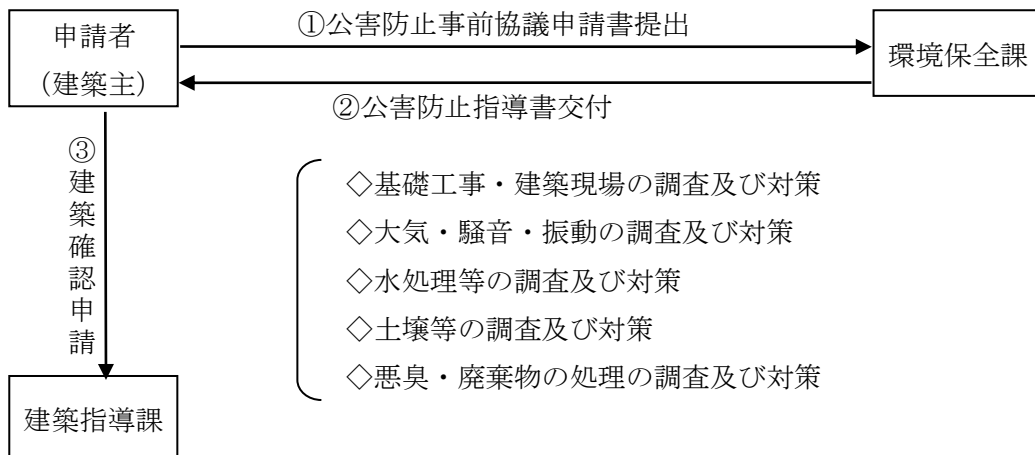 ①公害防止事前協議申請書提出
申請者
(建築主)
環境保全課
②公害防止指導書交付
③建築確認申請
◇基礎工事・建築現場の調査及び対策
◇大気・騒音・振動の調査及び対策
◇水処理等の調査及び対策
◇土壌等の調査及び対策
◇悪臭・廃棄物の処理の調査及び対策
建築指導課